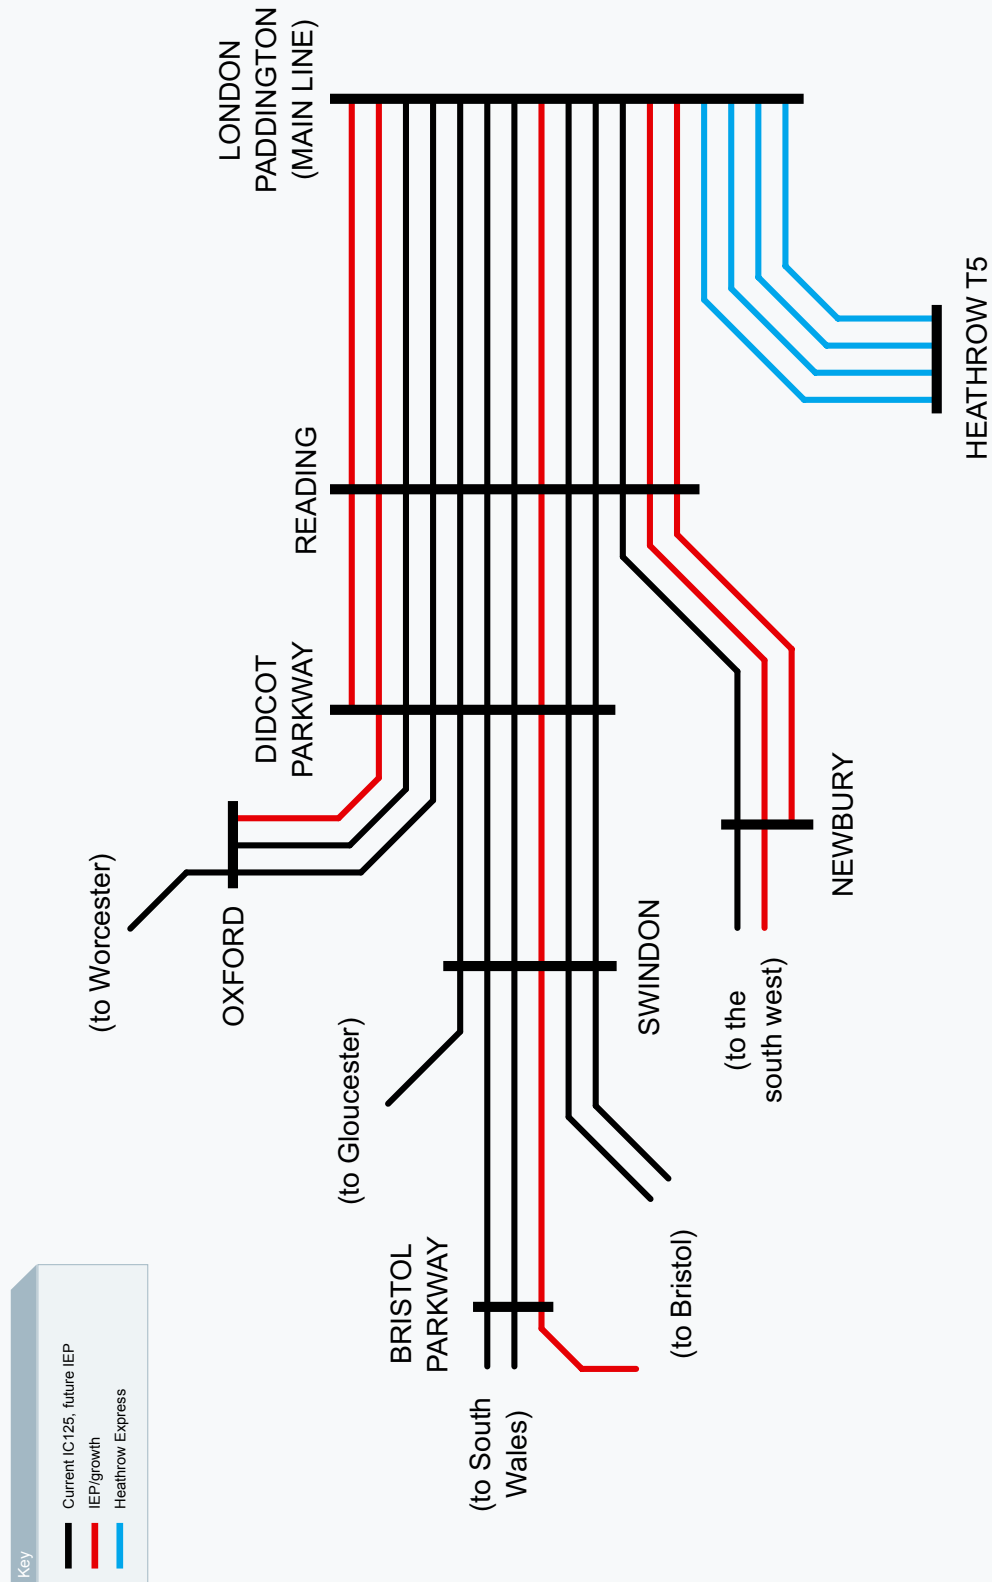 Key
Current IC125, future IEP
IEP/growth
Heathrow Express
(to Worcester)
OXFORD
DIDCOT
PARKWAY
READING
LONDON
PADDINGTON
(MAIN LINE)
(to Gloucester)
BRISTOL
PARKWAY
(to South
Wales)
(to Bristol)
SWINDON
(to the
south west)
NEWBURY
HEATHROW T5